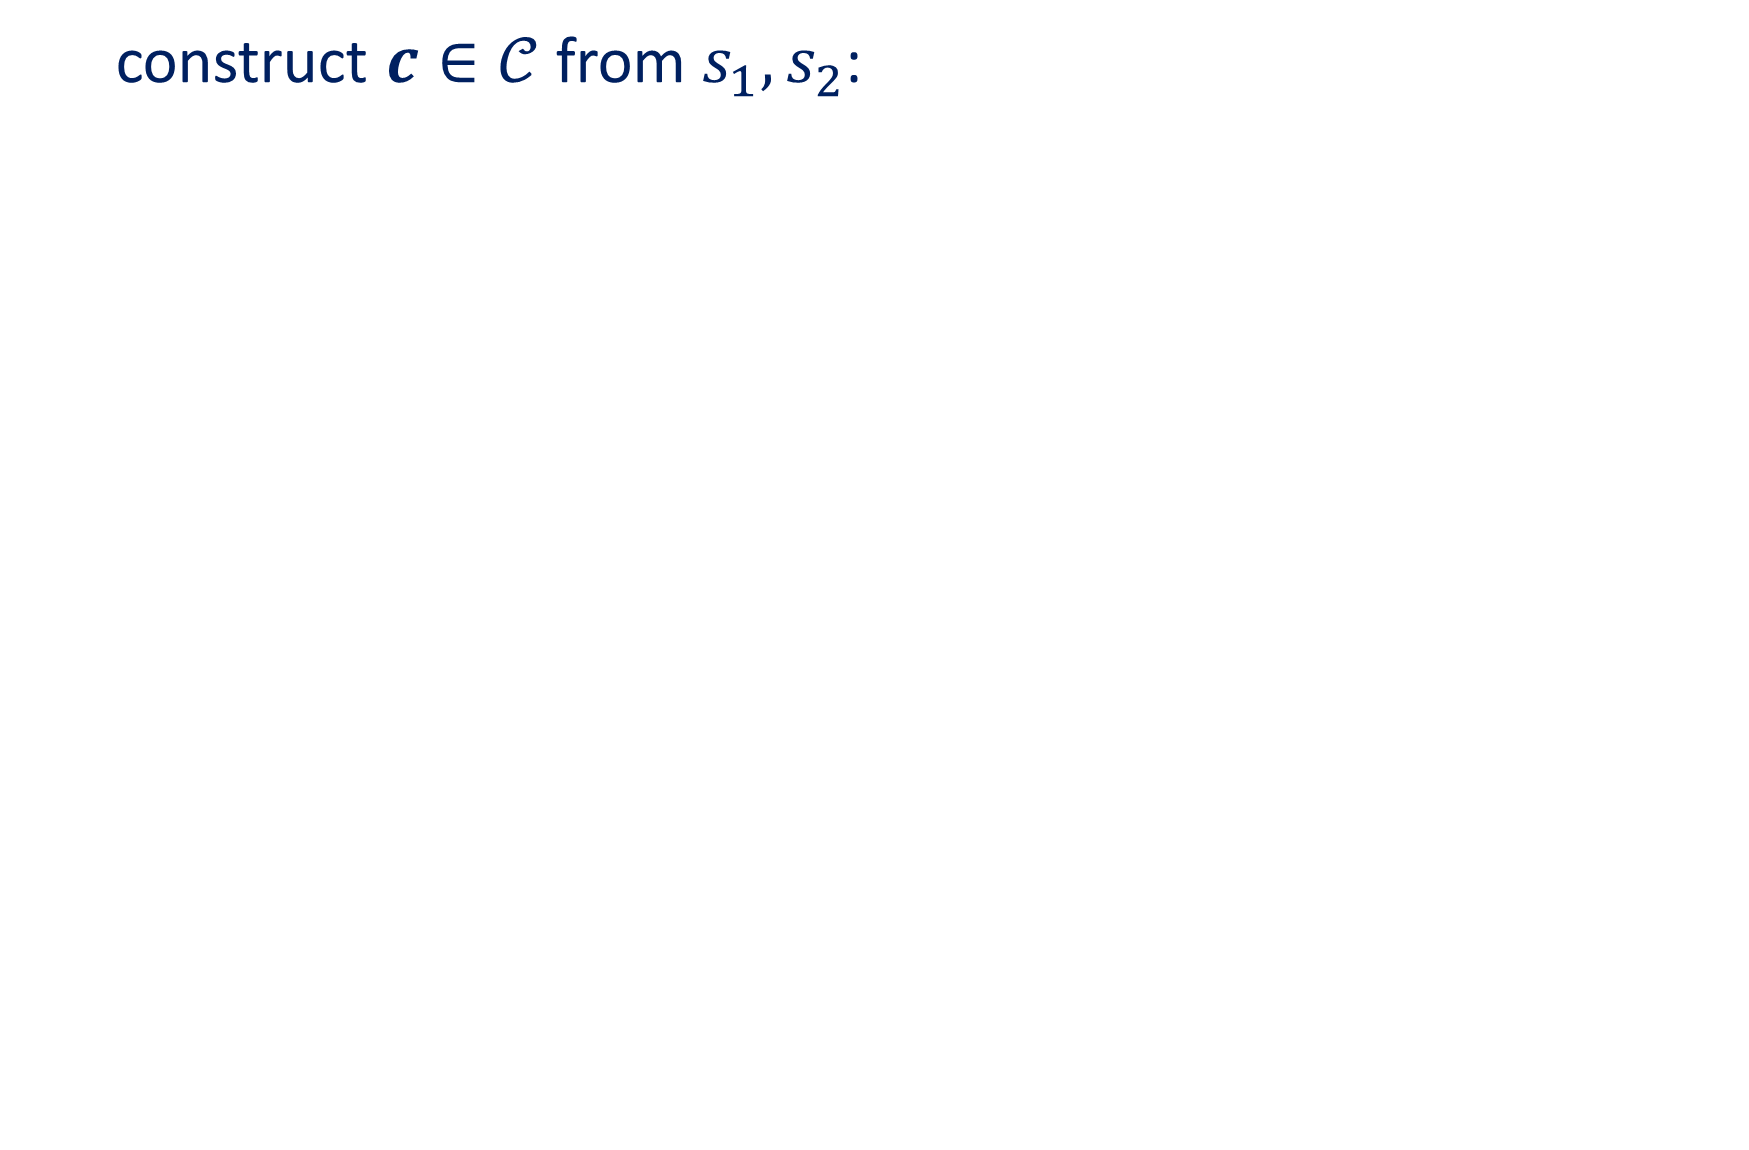 construct 𝒄 ∈ 𝒞 from 𝑠₁, 𝑠₂: